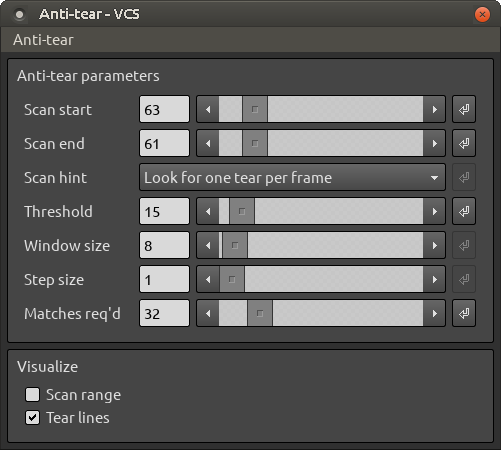 Anti-tear - VCS
Anti-tear
Anti-tear parameters
Scan start 63
Scan end 61
Scan hint Look for one tear per frame
Threshold 15
Window size 8
Step size 1
Matches req'd 32
Visualize
Scan range
Tear lines